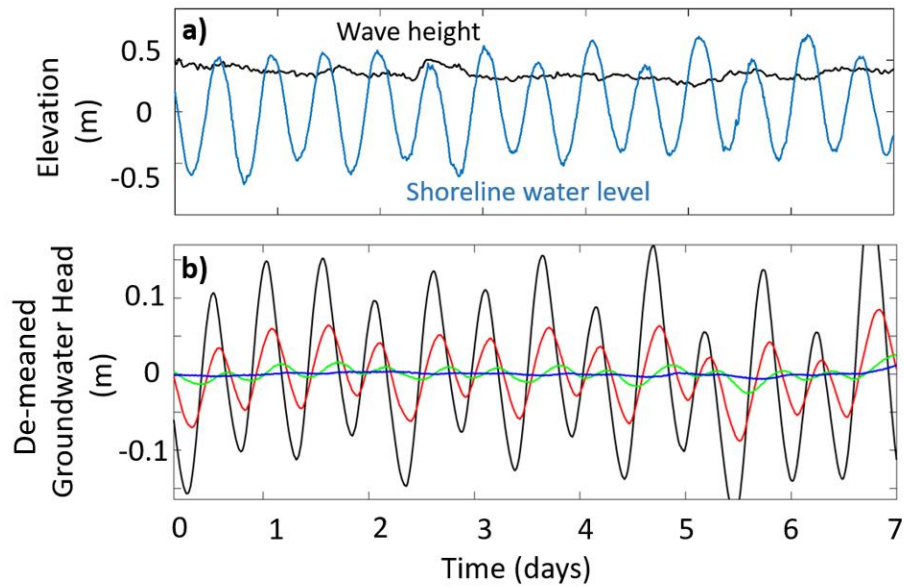 a)
Wave height
0.5
0
-0.5
Elevation
(m)
Shoreline water level
b)
0.1
0
-0.1
De-meaned
Groundwater Head
(m)
0 1 2 3 4 5 6 7
Time (days)